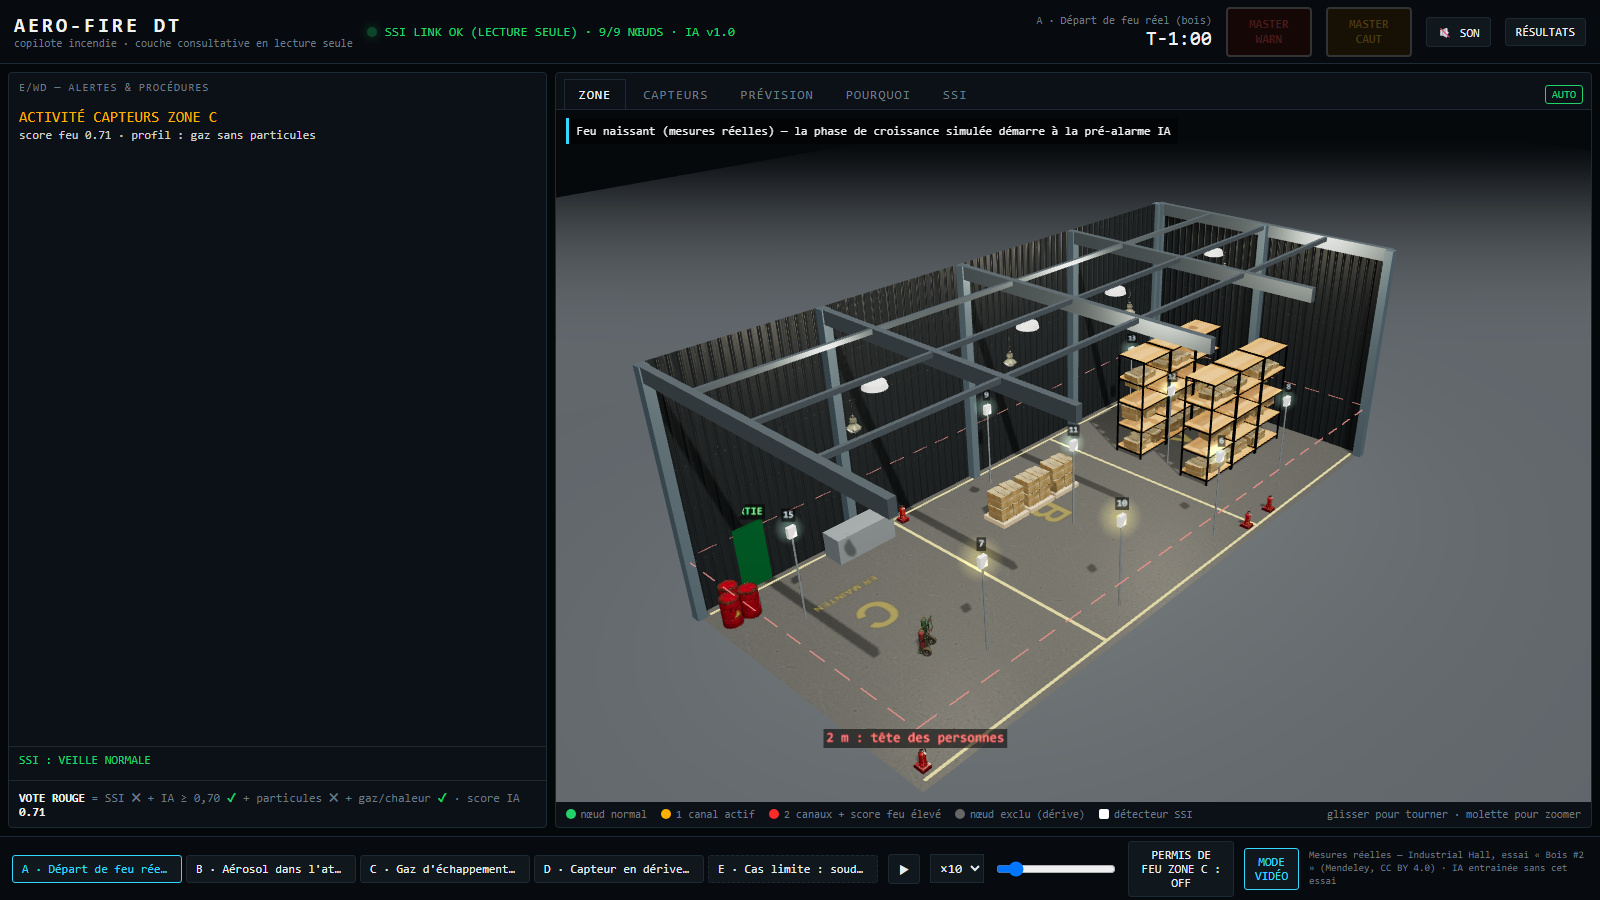 AERO-FIRE DT
copilote incendie · couche consultative en lecture seule
SSI LINK OK (LECTURE SEULE) · 9/9 NŒUDS · IA v1.0
A · Départ de feu réel (bois)
T-1:00
MASTER
WARN
MASTER
CAUT
SON
RÉSULTATS
E/WD — ALERTES & PROCÉDURES
ACTIVITÉ CAPTEURS ZONE C
score feu 0.71 · profil : gaz sans particules
SSI : VEILLE NORMALE
VOTE ROUGE = SSI ✕ + IA ≥ 0,70 ✓ + particules ✕ + gaz/chaleur ✓ · score IA
0.71
ZONE
CAPTEURS
PRÉVISION
POURQUOI
SSI
AUTO
Feu naissant (mesures réelles) — la phase de croissance simulée démarre à la pré-alarme IA
13
8
9
11
6
10
TIE
15
7
B
C
ER MAINTEN
2 m : tête des personnes
nœud normal
1 canal actif
2 canaux + score feu élevé
nœud exclu (dérive)
détecteur SSI
glisser pour tourner · molette pour zoomer
A · Départ de feu rée…
B · Aérosol dans l'at…
C · Gaz d'échappement…
D · Capteur en dérive…
E · Cas limite : soud…
▶
x10
PERMIS DE
FEU ZONE C :
OFF
MODE
VIDÉO
Mesures réelles — Industrial Hall, essai « Bois #2
» (Mendeley, CC BY 4.0) · IA entraînée sans cet
essai